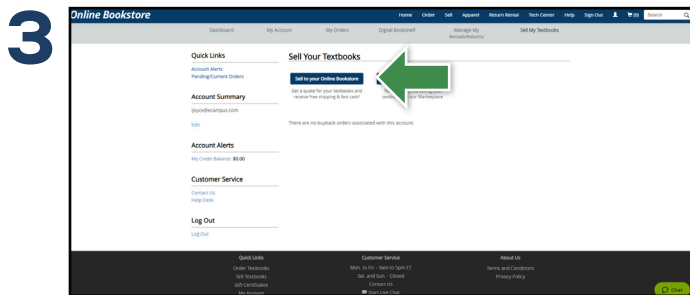 3
Online Bookstore
Home Order Sell Apparel Return Rental Tech Center Help Sign Out (0) Search
Dashboard My Account My Orders Digital Bookshelf Manage My Rentals/Returns Sell My Textbooks
Quick Links
Account Alerts
Pending/Current Orders
Account Summary
@ecampus.com
Edit
Account Alerts
My Credit Balance: $0.00
Customer Service
Contact Us
Help Desk
Log Out
Log Out
Sell Your Textbooks
Sell to your Online Bookstore
Get a quote for your textbooks and
receive free shipping & fast cash!
Marketplace
There are no buyback orders associated with this account.
Quick Links
Order Textbooks
Sell Textbooks
Gift Certificates
My Account
Customer Service
Mon. to Fri. - 9am to 5pm ET
Sat. and Sun. - Closed
Contact Us
Start Live Chat
About Us
Terms and Conditions
Privacy Policy
Chat